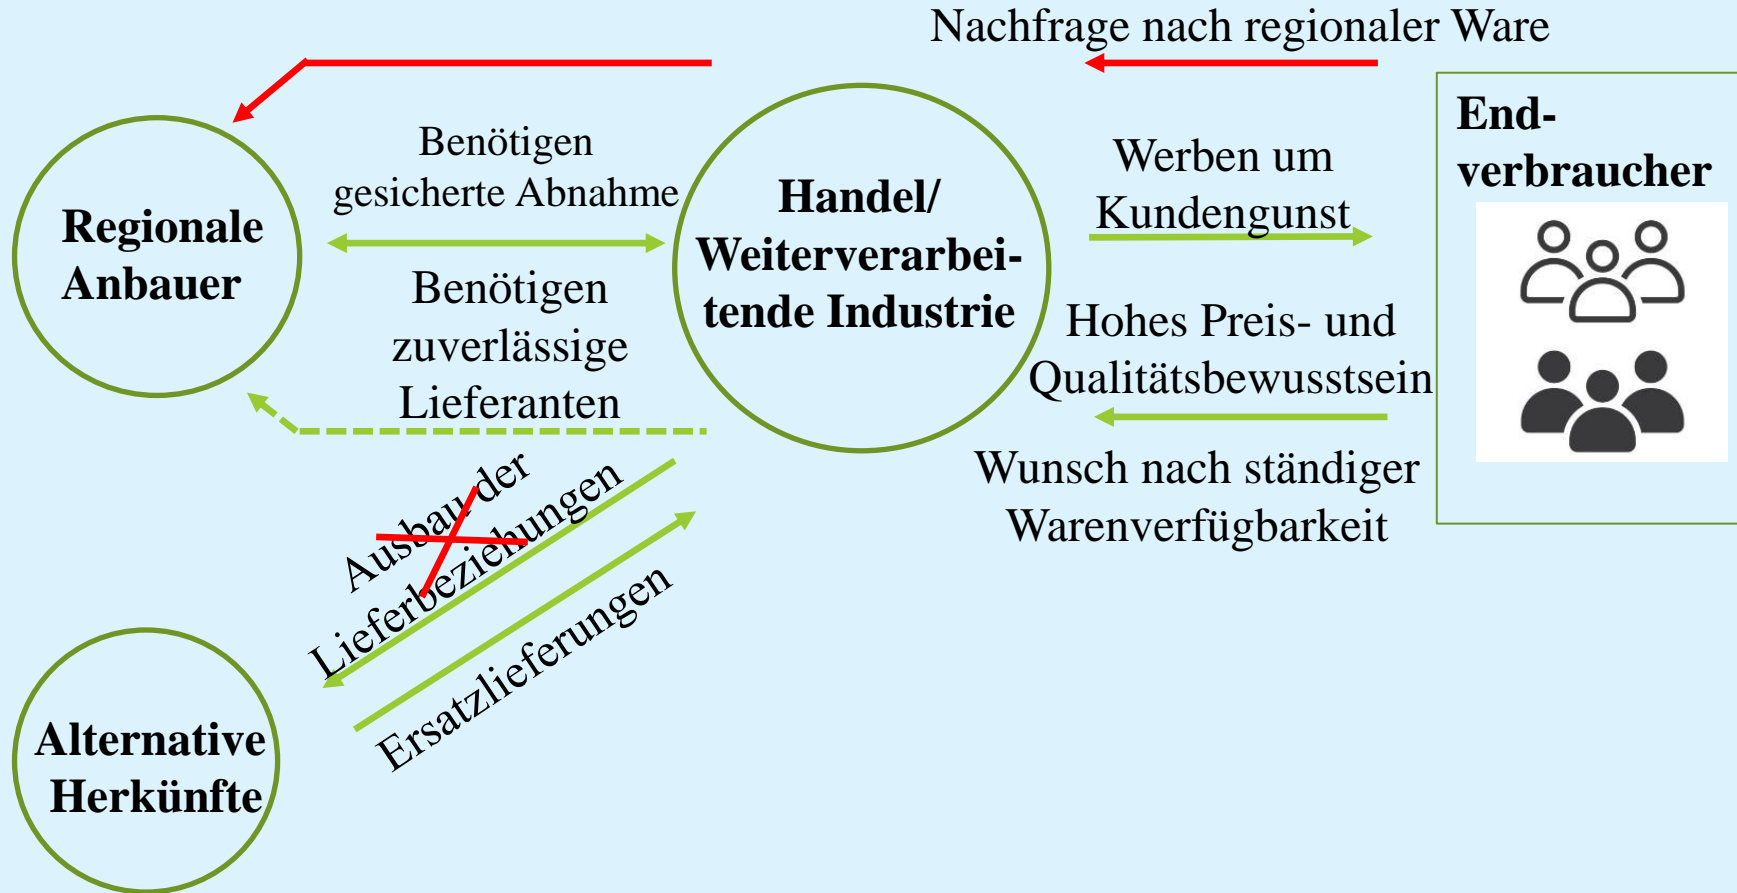 Nachfrage nach regionaler Ware
Regionale
Anbauer
Benötigen
gesicherte Abnahme
Benötigen
zuverlässige
Lieferanten
Handel/
Weiterverarbei-
tende Industrie
Werben um
Kundengunst
Hohes Preis- und
Qualitätsbewusstsein
Wunsch nach ständiger
Warenverfügbarkeit
End-
verbraucher
Ausbau der
Lieferbeziehungen
Ersatzlieferungen
Alternative
Herkünfte